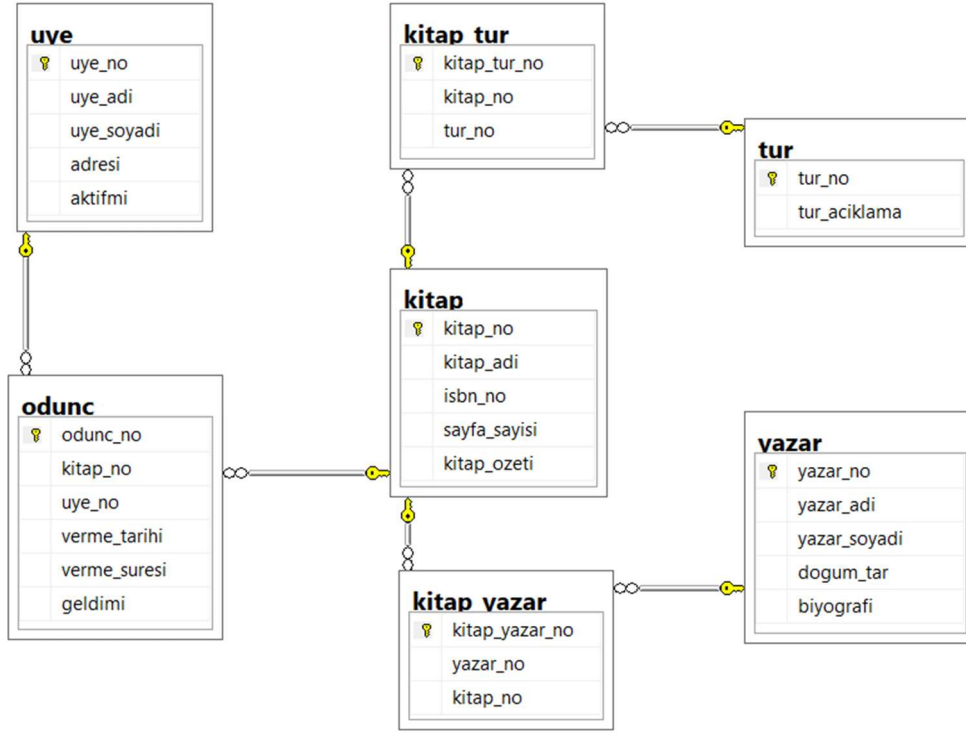 uye
uye_no
uye_adi
uye_soyadi
adresi
aktifmi
kitap_tur
kitap_tur_no
kitap_no
tur_no
tur
tur_no
tur_aciklama
kitap
kitap_no
kitap_adi
isbn_no
sayfa_sayisi
kitap_ozeti
odunc
odunc_no
kitap_no
uye_no
verme_tarihi
verme_suresi
geldimi
yazar
yazar_no
yazar_adi
yazar_soyadi
dogum_tar
biyografi
kitap_yazar
kitap_yazar_no
yazar_no
kitap_no